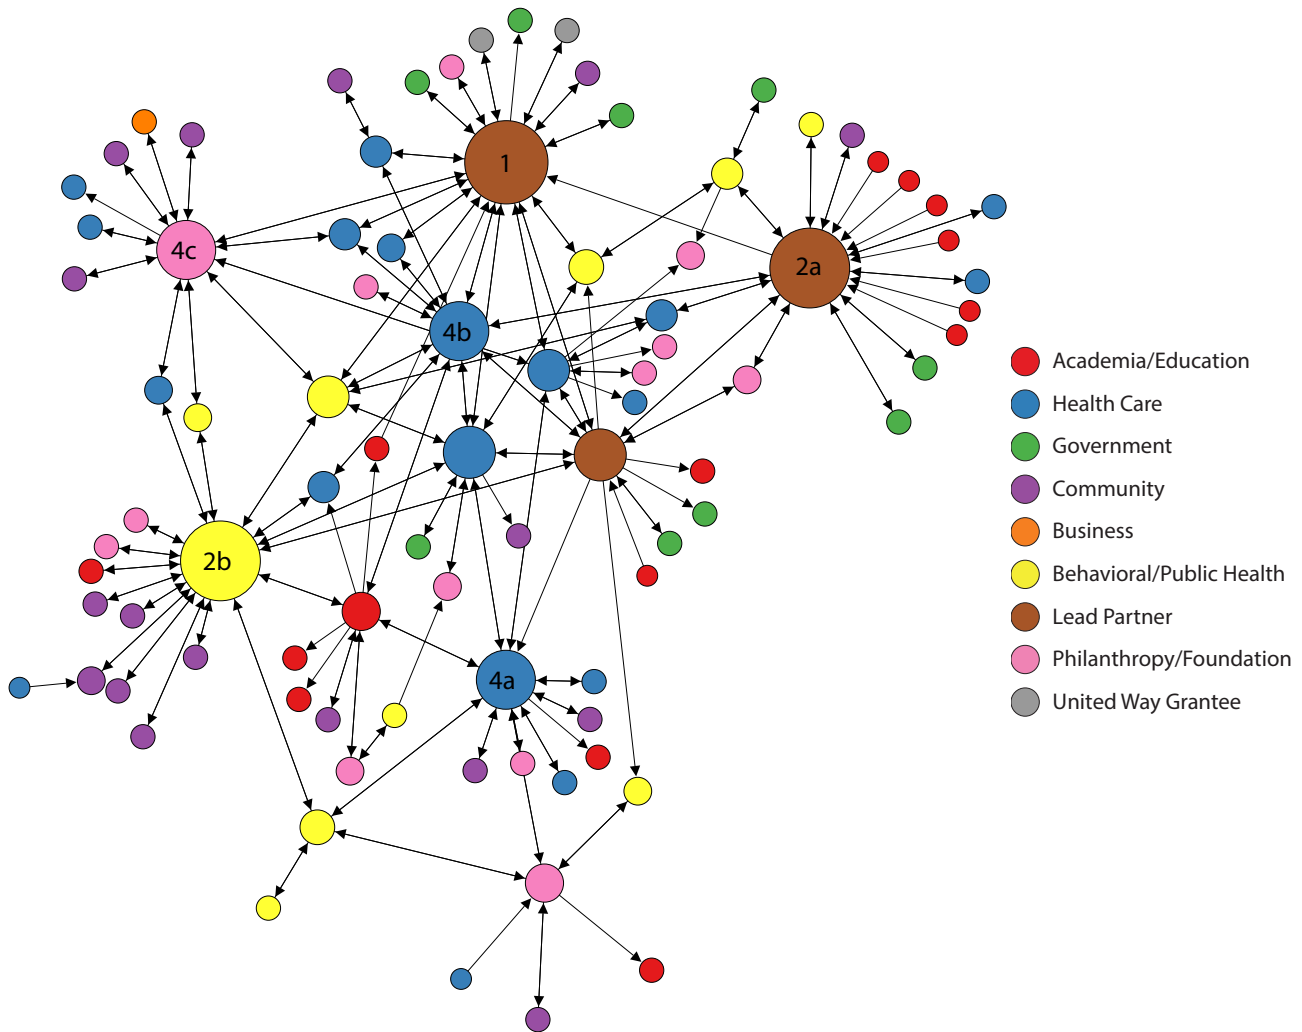 1
4c
2a
4b
2b
4a
Academia/Education
Health Care
Government
Community
Business
Behavioral/Public Health
Lead Partner
Philanthropy/Foundation
United Way Grantee